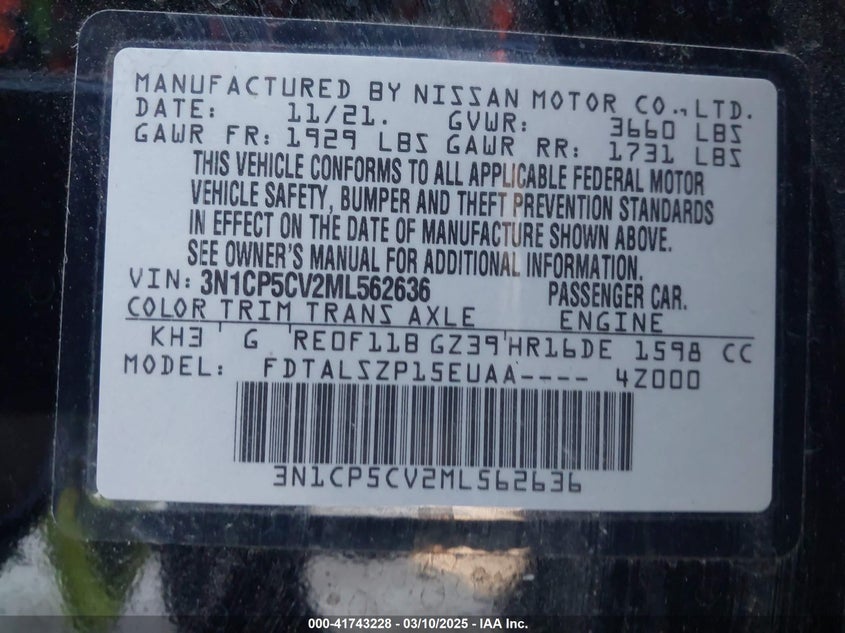 MANUFACTURED BY NISSAN MOTOR CO.,LTD.
DATE: 11/21. GVWR: 3660 LBS
GAWR FR: 1929 LBS GAWR RR: 1731 LBS
THIS VEHICLE CONFORMS TO ALL APPLICABLE FEDERAL MOTOR
VEHICLE SAFETY, BUMPER AND THEFT PREVENTION STANDARDS
IN EFFECT ON THE DATE OF MANUFACTURE SHOWN ABOVE.
SEE OWNER'S MANUAL FOR ADDITIONAL INFORMATION.
VIN: 3N1CP5CV2ML562636 PASSENGER CAR.
COLOR TRIM TRANS AXLE ENGINE
KH3 G RE0F11B GZ39 HR16DE 1598 CC
MODEL: FDTALSZP15EUAA---- 4Z000
3N1CP5CV2ML562636
000-41743228 - 03/10/2025 - IAA Inc.